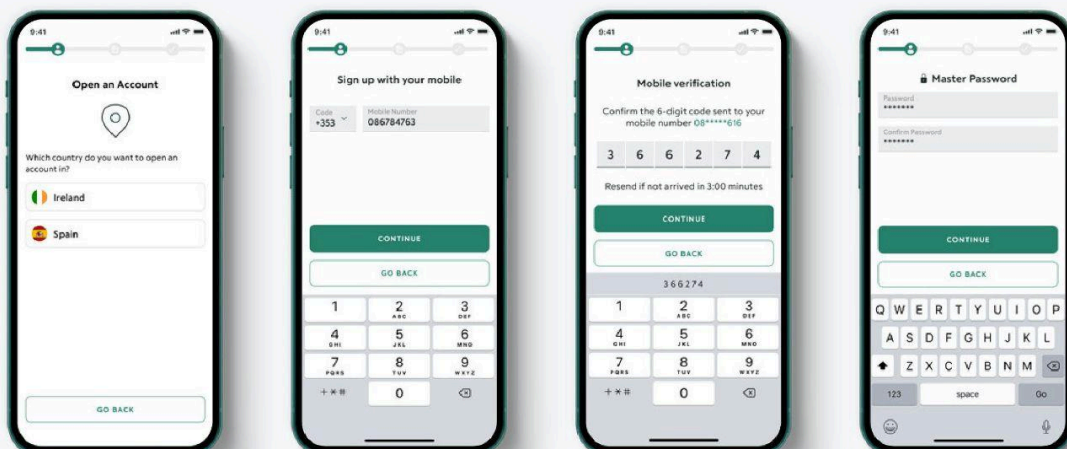 9:41
Open an Account
Which country do you want to open an
account in?
Ireland
Spain
GO BACK
9:41
Sign up with your mobile
Code
+353
Mobile Number
086784763
CONTINUE
GO BACK
1
2
ABC
3
DEF
4
GHI
5
JKL
6
MNO
7
PQRS
8
TUV
9
WXYZ
+*#
0
9:41
Mobile verification
Confirm the 6-digit code sent to your
mobile number 08*****616
3 6 6 2 7 4
Resend if not arrived in 3:00 minutes
CONTINUE
GO BACK
366274
1
2
ABC
3
DEF
4
GHI
5
JKL
6
MNO
7
PQRS
8
TUV
9
WXYZ
+*#
0
9:41
Master Password
Password
*******
Confirm Password
*******
CONTINUE
GO BACK
Q W E R T Y U I O P
A S D F G H J K L
Z X C V B N M
123
space
Go